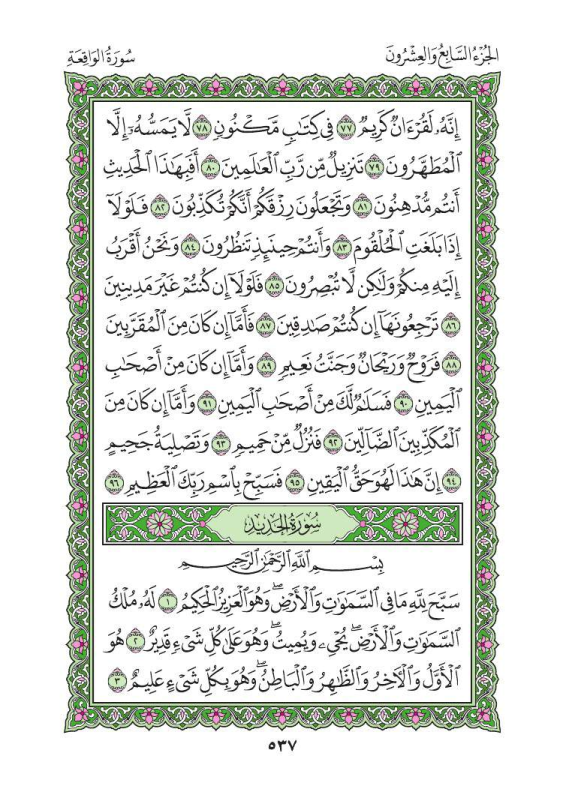 الجُزْءُ السَّابِعُ وَالعِشْرُونَ
سُورَةُ الوَاقِعَةِ
إِنَّهُۥ لَقُرْءَانٌ كَرِيمٌ ٧٧ فِى كِتَٰبٍ مَّكْنُونٍ ٧٨ لَّا يَمَسُّهُۥٓ إِلَّا
ٱلْمُطَهَّرُونَ ٧٩ تَنزِيلٌ مِّن رَّبِّ ٱلْعَٰلَمِينَ ٨٠ أَفَبِهَٰذَا ٱلْحَدِيثِ
أَنتُم مُّدْهِنُونَ ٨١ وَتَجْعَلُونَ رِزْقَكُمْ أَنَّكُمْ تُكَذِّبُونَ ٨٢ فَلَوْلَآ
إِذَا بَلَغَتِ ٱلْحُلْقُومَ ٨٣ وَأَنتُمْ حِينَئِذٍ تَنظُرُونَ ٨٤ وَنَحْنُ أَقْرَبُ
إِلَيْهِ مِنكُمْ وَلَٰكِن لَّا تُبْصِرُونَ ٨٥ فَلَوْلَآ إِن كُنتُمْ غَيْرَ مَدِينِينَ
٨٦ تَرْجِعُونَهَآ إِن كُنتُمْ صَٰدِقِينَ ٨٧ فَأَمَّآ إِن كَانَ مِنَ ٱلْمُقَرَّبِينَ
٨٨ فَرَوْحٌ وَرَيْحَانٌ وَجَنَّتُ نَعِيمٍ ٨٩ وَأَمَّآ إِن كَانَ مِنْ أَصْحَٰبِ
ٱلْيَمِينِ ٩٠ فَسَلَٰمٌ لَّكَ مِنْ أَصْحَٰبِ ٱلْيَمِينِ ٩١ وَأَمَّآ إِن كَانَ مِنَ
ٱلْمُكَذِّبِينَ ٱلضَّآلِّينَ ٩٢ فَنُزُلٌ مِّنْ حَمِيمٍ ٩٣ وَتَصْلِيَةُ جَحِيمٍ
٩٤ إِنَّ هَٰذَا لَهُوَ حَقُّ ٱلْيَقِينِ ٩٥ فَسَبِّحْ بِٱسْمِ رَبِّكَ ٱلْعَظِيمِ ٩٦
سُورَةُ الحَدِيدِ
بِسْمِ ٱللَّهِ ٱلرَّحْمَٰنِ ٱلرَّحِيمِ
سَبَّحَ لِلَّهِ مَا فِى ٱلسَّمَٰوَٰتِ وَٱلْأَرْضِ ۖ وَهُوَ ٱلْعَزِيزُ ٱلْحَكِيمُ ١ لَهُۥ مُلْكُ
ٱلسَّمَٰوَٰتِ وَٱلْأَرْضِ ۖ يُحْىِۦ وَيُمِيتُ ۖ وَهُوَ عَلَىٰ كُلِّ شَىْءٍ قَدِيرٌ ٢ هُوَ
ٱلْأَوَّلُ وَٱلْءَاخِرُ وَٱلظَّٰهِرُ وَٱلْبَاطِنُ ۖ وَهُوَ بِكُلِّ شَىْءٍ عَلِيمٌ ٣
٥٣٧